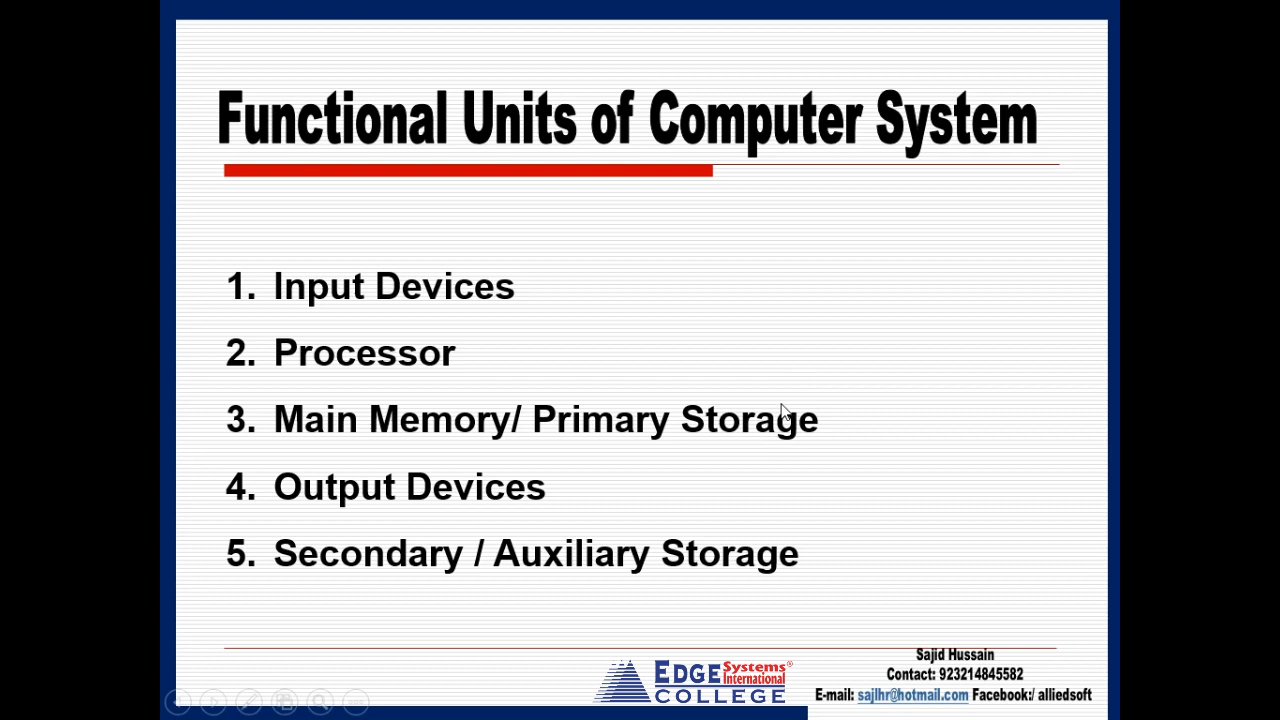 Functional Units of Computer System
1. Input Devices
2. Processor
3. Main Memory/ Primary Storage
4. Output Devices
5. Secondary / Auxiliary Storage
EDGE Systems® International
COLLEGE
Sajid Hussain
Contact: 923214845582
E-mail: sajlhr@hotmail.com Facebook:/ alliedsoft